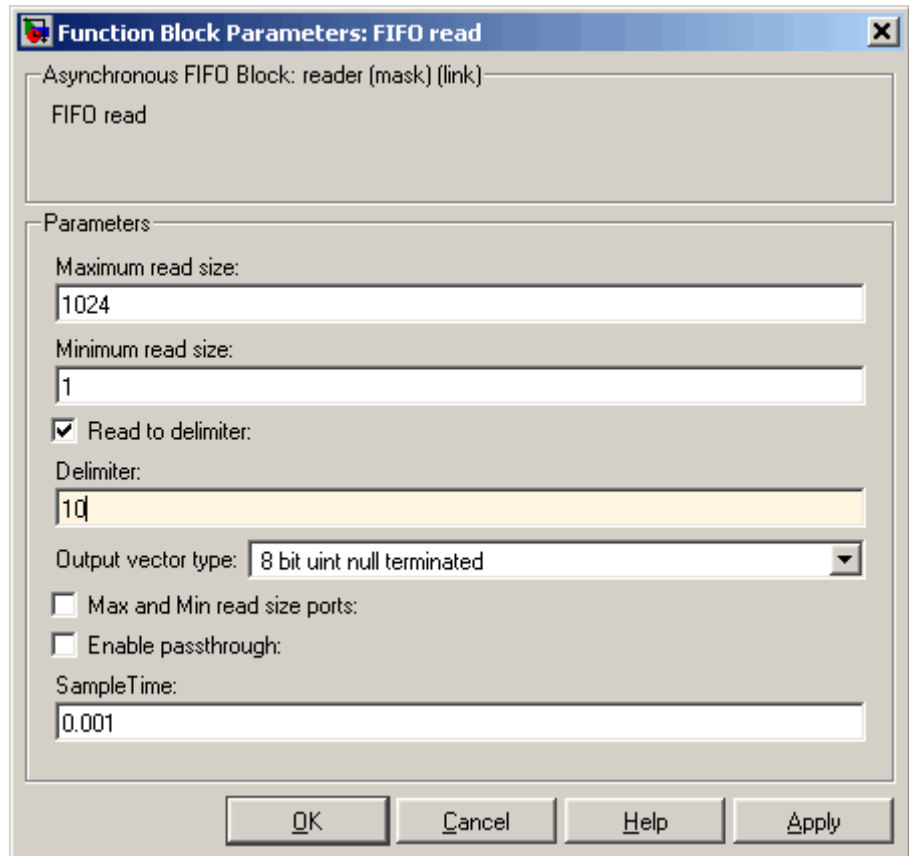 Function Block Parameters: FIFO read
Asynchronous FIFO Block: reader (mask) (link)
FIFO read
Parameters
Maximum read size:
1024
Minimum read size:
1
Read to delimiter:
Delimiter:
10
Output vector type: 8 bit uint null terminated
Max and Min read size ports:
Enable passthrough:
SampleTime:
0.001
OK Cancel Help Apply